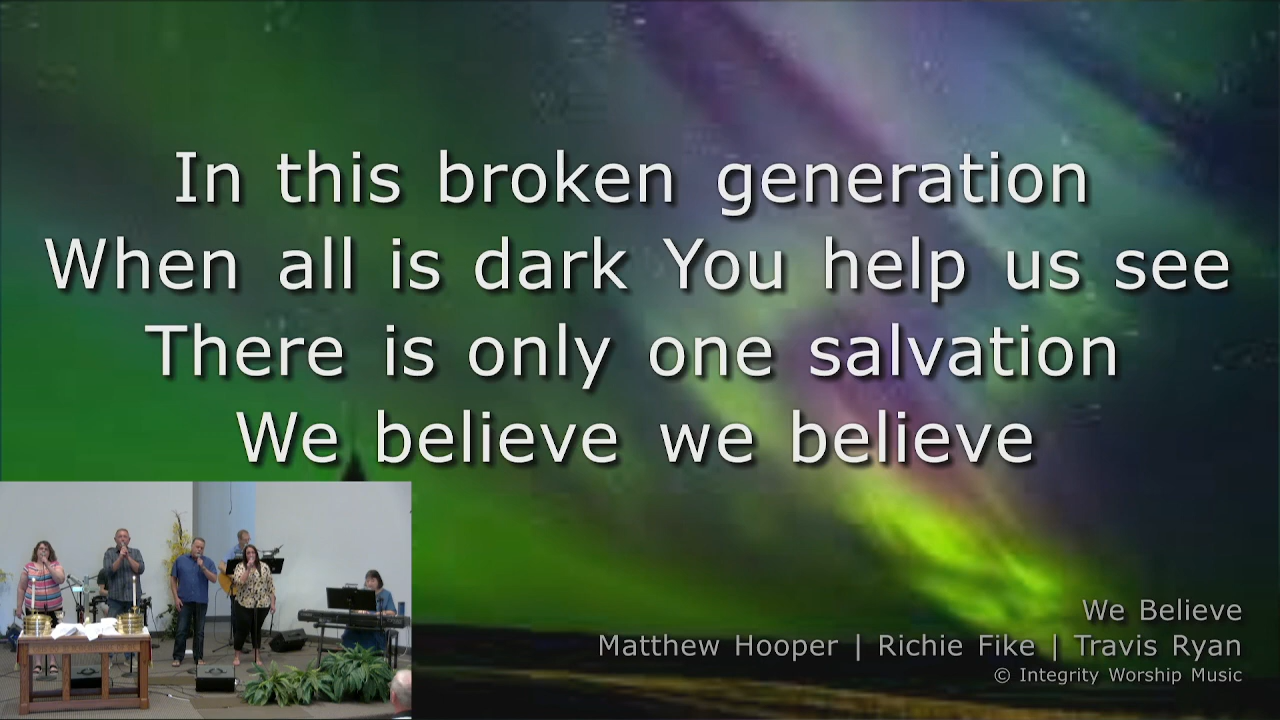 In this broken generation
When all is dark You help us see
There is only one salvation
We believe we believe
We Believe
Matthew Hooper | Richie Fike | Travis Ryan
© Integrity Worship Music